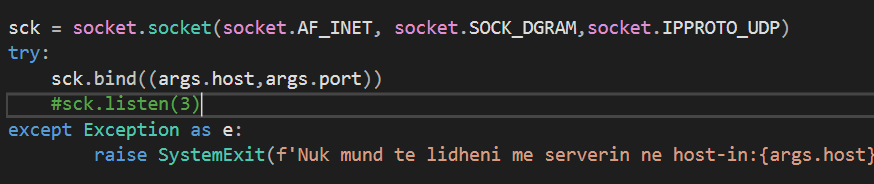 sck = socket.socket(socket.AF_INET, socket.SOCK_DGRAM,socket.IPPROTO_UDP)
try:
    sck.bind((args.host,args.port))
    #sck.listen(3)
except Exception as e:
        raise SystemExit(f'Nuk mund te lidheni me serverin ne host-in:{args.host}